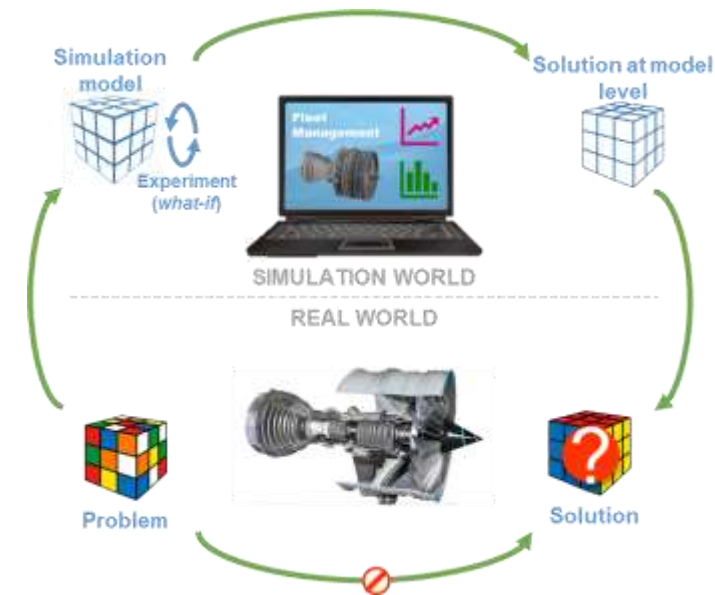 Simulation
model
Solution at model
level
Fleet
Management
Experiment
(what-if)
SIMULATION WORLD
REAL WORLD
?
Problem
Solution